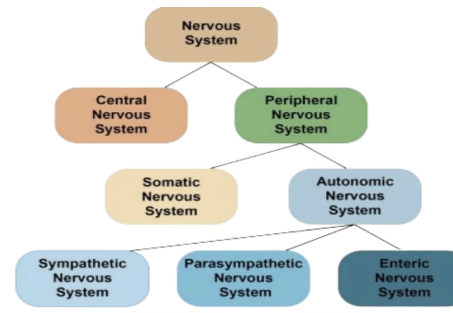 Nervous
System
Central
Nervous
System
Peripheral
Nervous
System
Somatic
Nervous
System
Autonomic
Nervous
System
Sympathetic
Nervous
System
Parasympathetic
Nervous
System
Enteric
Nervous
System